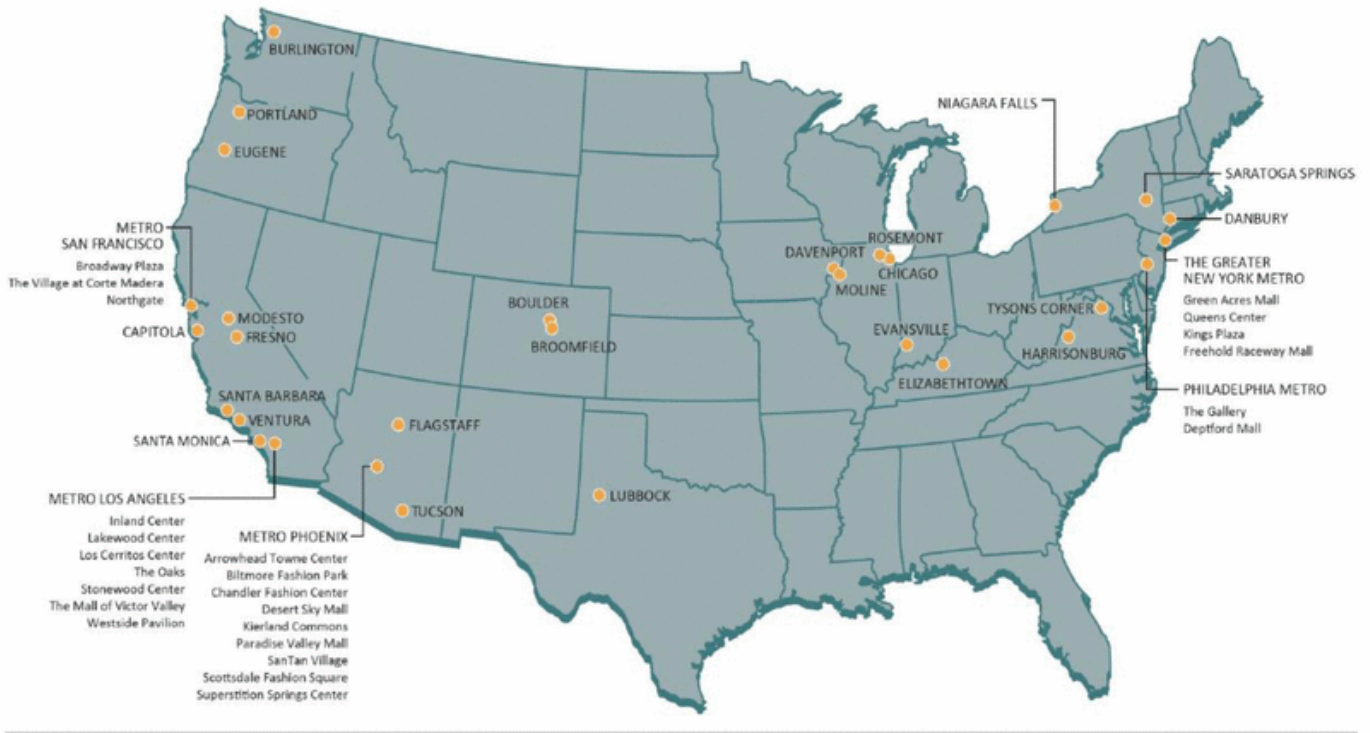 BURLINGTON
PORTLAND
EUGENE
NIAGARA FALLS
SARATOGA SPRINGS
DANBURY
METRO
SAN FRANCISCO
Broadway Plaza
The Village at Corte Madera
Northgate
CAPITOLA
MODESTO
FRESNO
BOULDER
BROOMFIELD
ROSEMONT
DAVENPORT
CHICAGO
MOLINE
EVANSVILLE
ELIZABETHTOWN
TYSONS CORNER
HARRISONBURG
THE GREATER
NEW YORK METRO
Green Acres Mall
Queens Center
Kings Plaza
Freehold Raceway Mall
PHILADELPHIA METRO
The Gallery
Deptford Mall
SANTA BARBARA
VENTURA
SANTA MONICA
FLAGSTAFF
TUCSON
LUBBOCK
METRO LOS ANGELES
Inland Center
Lakewood Center
Los Cerritos Center
The Oaks
Stonewood Center
The Mall of Victor Valley
Westside Pavilion
METRO PHOENIX
Arrowhead Towne Center
Biltmore Fashion Park
Chandler Fashion Center
Desert Sky Mall
Kierland Commons
Paradise Valley Mall
SanTan Village
Scottsdale Fashion Square
Superstition Springs Center